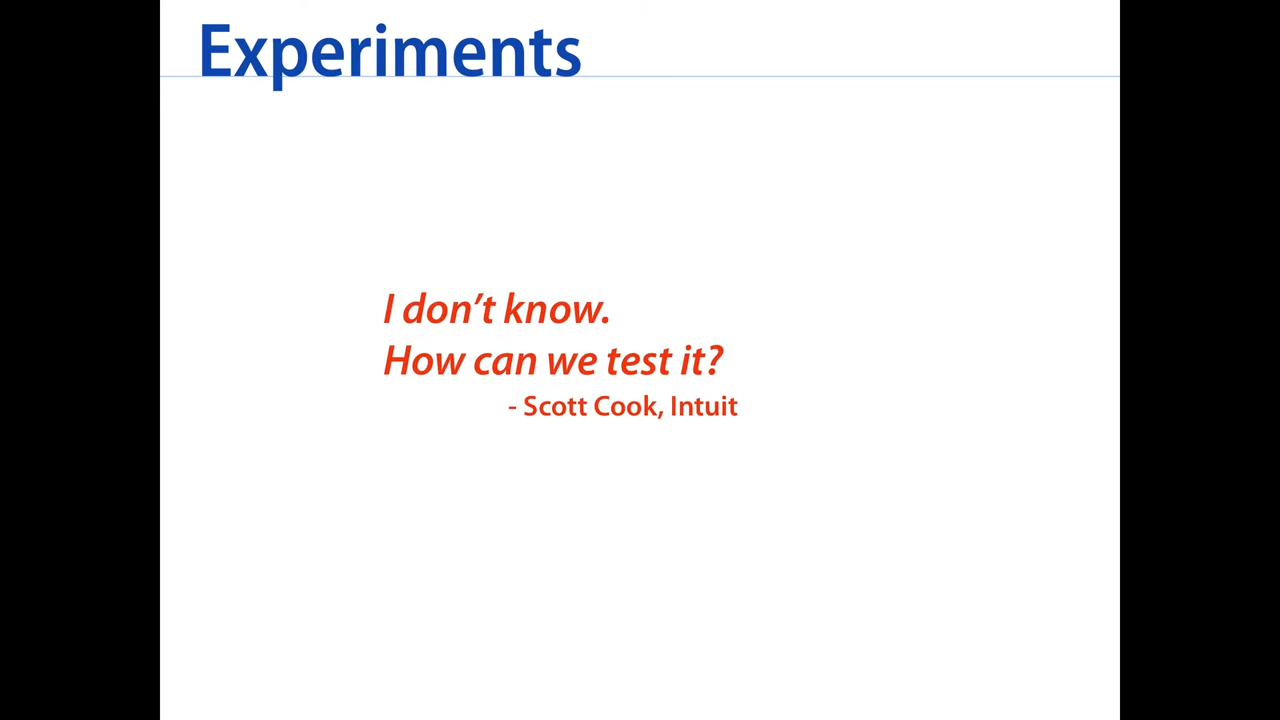 Experiments
I don’t know.
How can we test it?
- Scott Cook, Intuit